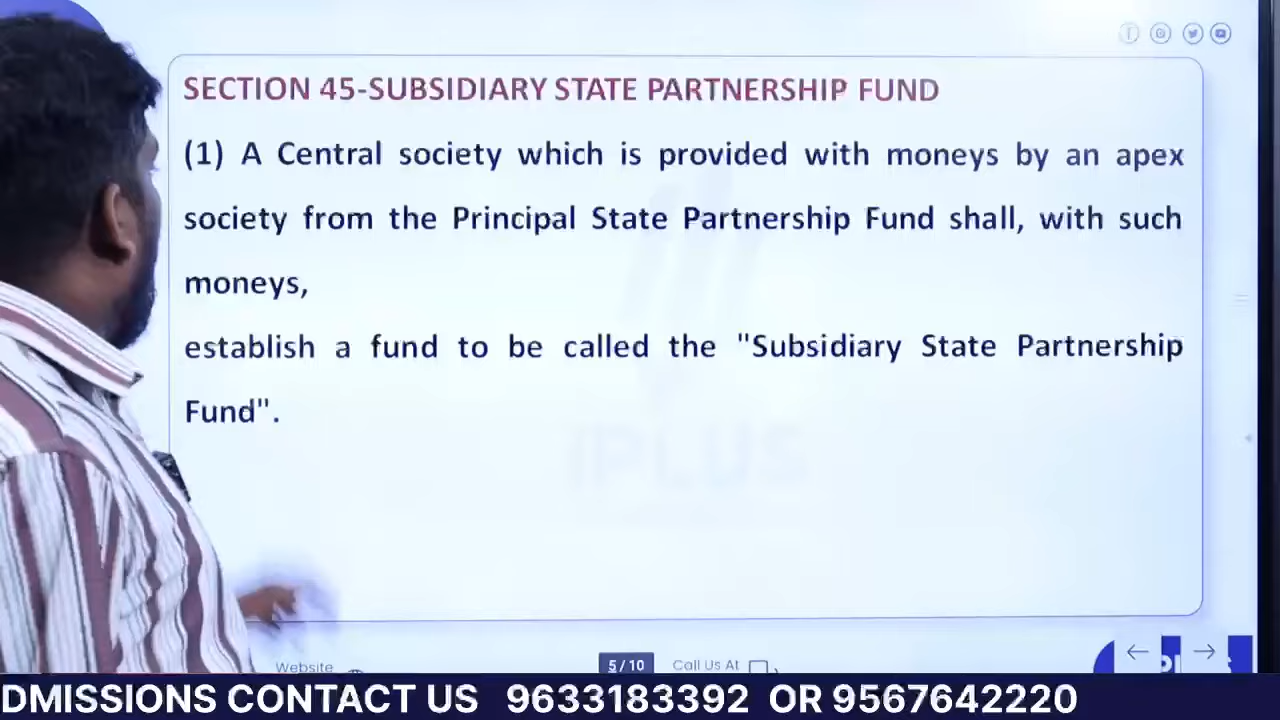 SECTION 45-SUBSIDIARY STATE PARTNERSHIP FUND
(1) A Central society which is provided with moneys by an apex
society from the Principal State Partnership Fund shall, with such
moneys,
establish a fund to be called the "Subsidiary State Partnership
Fund".
IPLUS
Website
5 / 10
Call Us At
DMISSIONS CONTACT US 9633183392 OR 9567642220